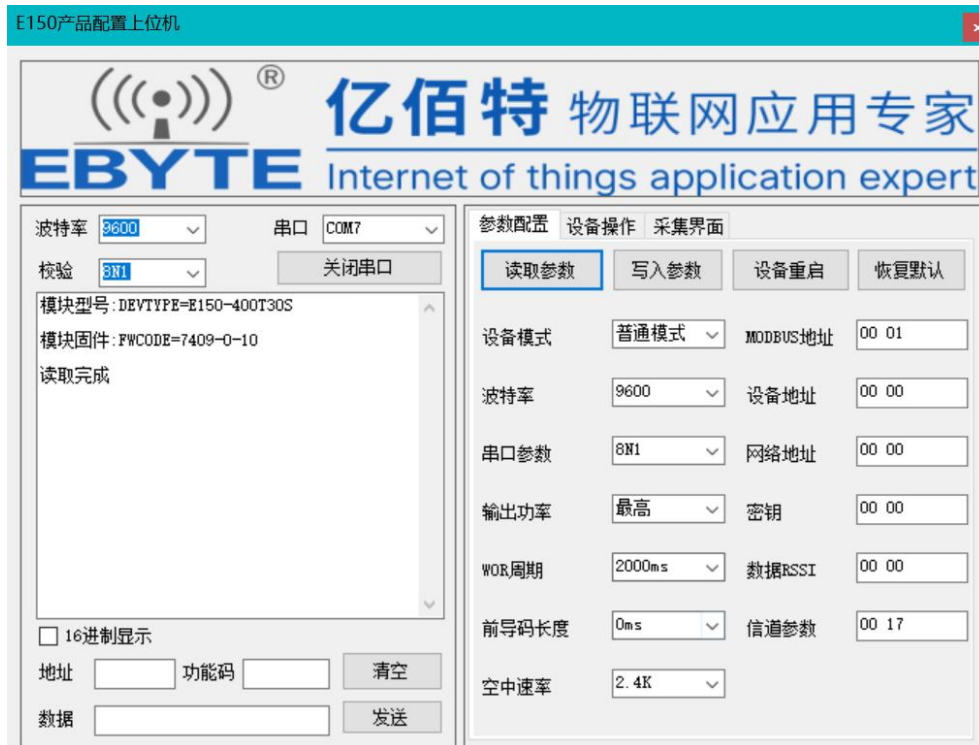 E150产品配置上位机
®
亿佰特 物联网应用专家
EBYTE
Internet of things application expert
波特率 9600 串口 COM7
校验 8N1 关闭串口
模块型号:DEVTYPE=E150-400T30S
模块固件:FWCODE=7409-0-10
读取完成
16进制显示
地址 功能码 清空
数据 发送
参数配置 设备操作 采集界面
读取参数 写入参数 设备重启 恢复默认
设备模式 普通模式 MODBUS地址 00 01
波特率 9600 设备地址 00 00
串口参数 8N1 网络地址 00 00
输出功率 最高 密钥 00 00
WOR周期 2000ms 数据RSSI 00 00
前导码长度 0ms 信道参数 00 17
空中速率 2.4K